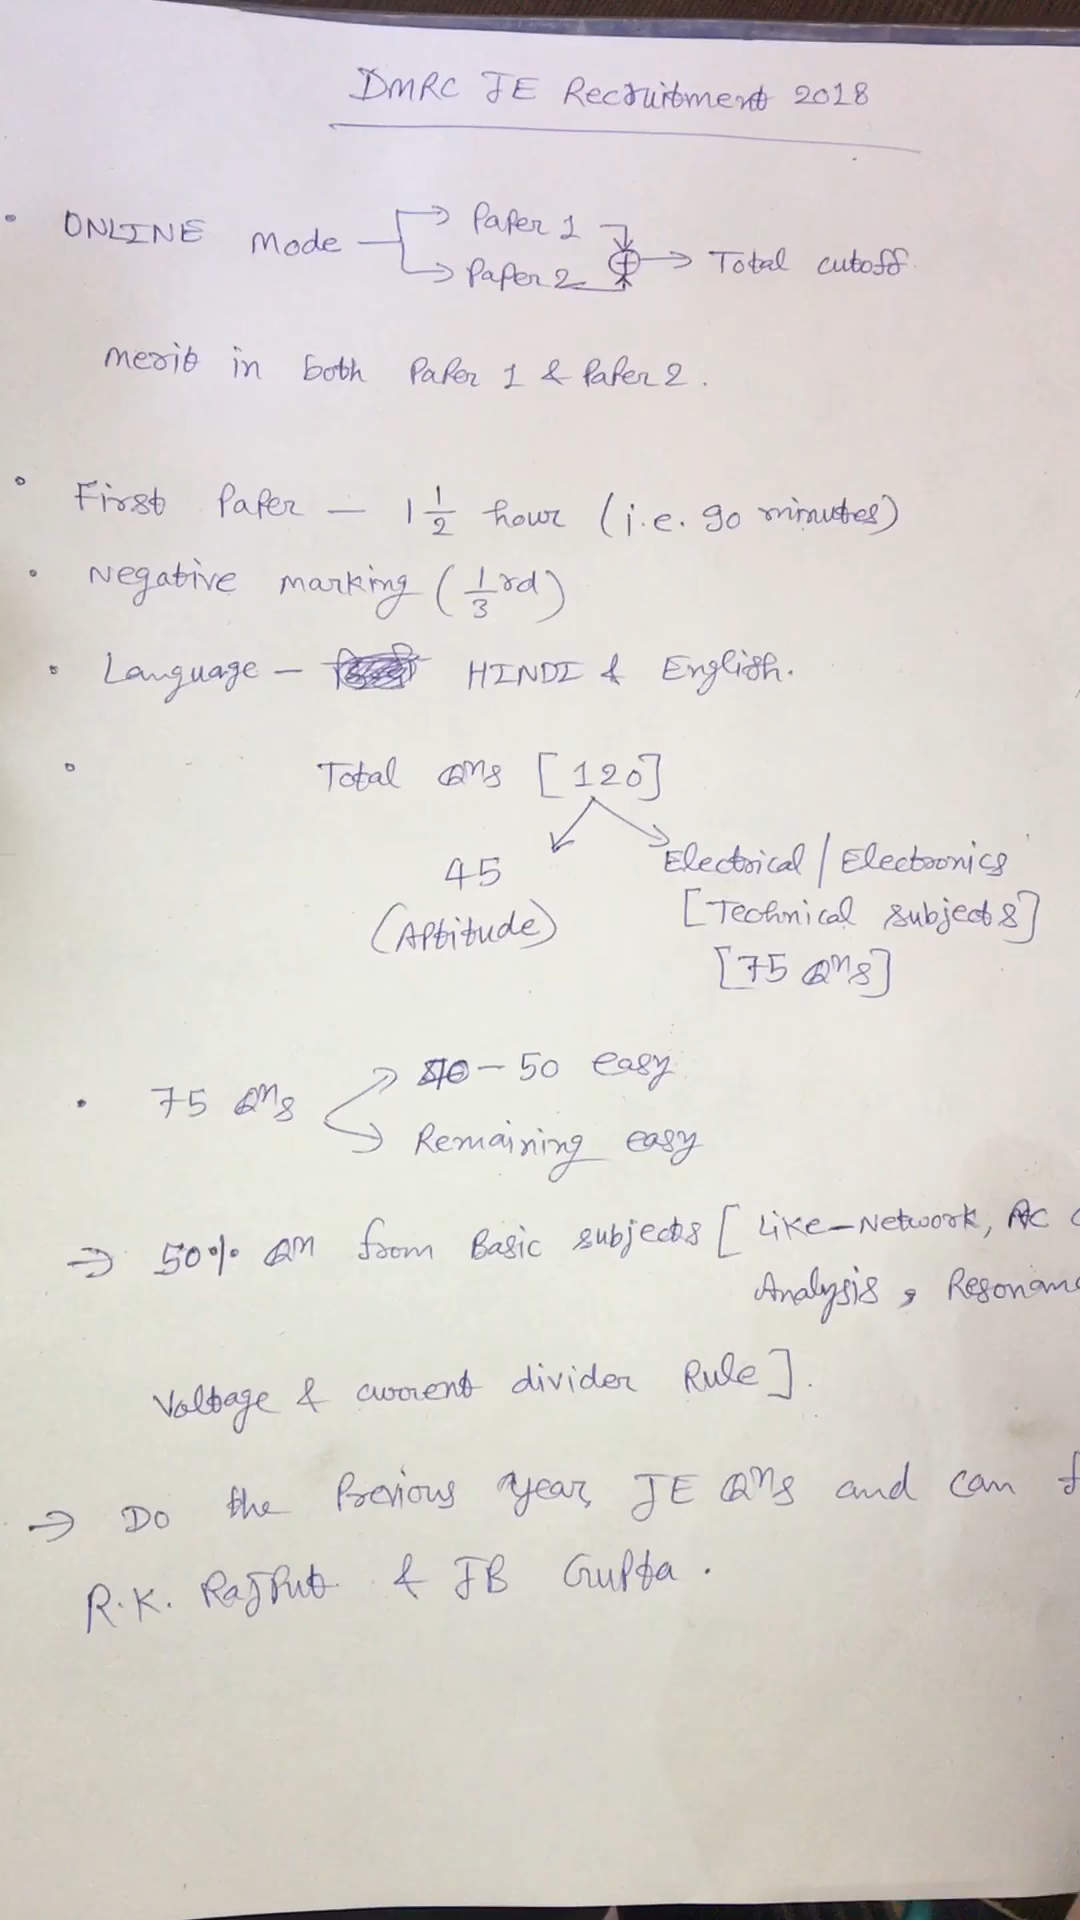 DMRC JE Recruitment 2018
• ONLINE Mode → Paper 1
→ Paper 2
+ → Total cutoff
merit in both Paper 1 & Paper 2.
• First Paper — 1 1/2 hour (i.e. 90 minutes)
• Negative marking (1/3 rd)
• Language — HINDI & English.
• Total Qns [120]
45
(Aptitude)
Electrical / Electronics
[Technical subjects]
[75 Qns]
• 75 Qns → 40 - 50 easy
→ Remaining easy
→ 50% Qn from Basic subjects [Like-Network, AC
Analysis, Resonan
Voltage & current divider Rule].
→ Do the Previous year JE Qns and can
R.K. Rajput & JB Gupta.